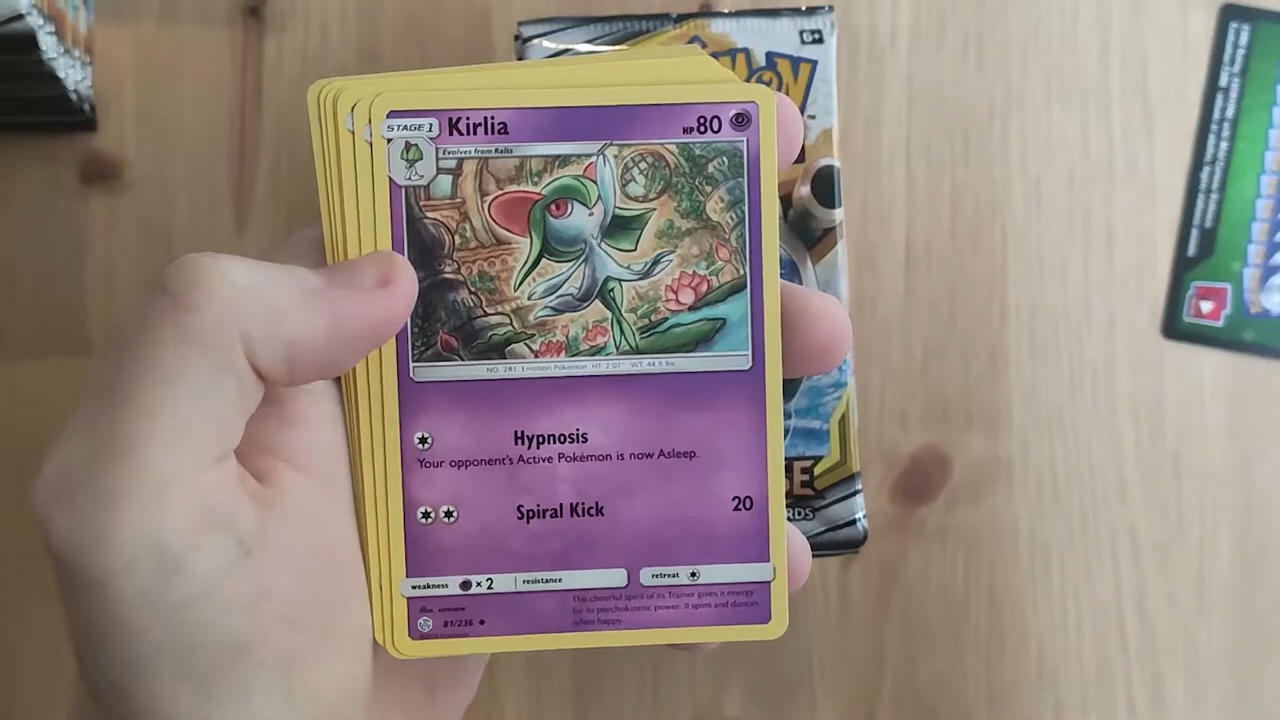 6+
STAGE 1 Kirlia HP 80
Evolves from Ralts
NO. 281 Emotion Pokémon HT: 2'07" WT: 44.5 lbs
Hypnosis
Your opponent's Active Pokémon is now Asleep.
Spiral Kick 20
weakness ×2 resistance retreat
The cheerful spirit of its Trainer gives it energy
for its psychokinetic power. It spins and dances
when happy.
illus. sowsow
81/236